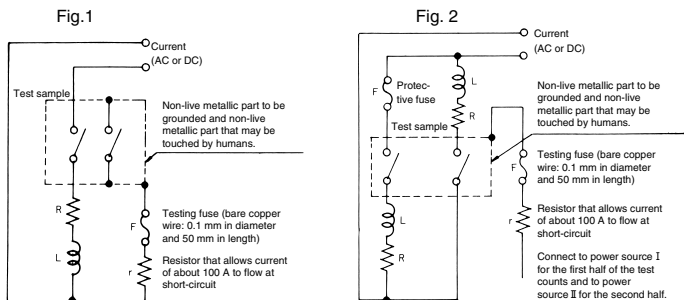 Fig.1
Current
(AC or DC)
Test sample
Non-live metallic part to be
grounded and non-live
metallic part that may be
touched by humans.
R
L
F
Testing fuse (bare copper
wire: 0.1 mm in diameter
and 50 mm in length)
r
Resistor that allows current
of about 100 A to flow at
short-circuit
Fig. 2
Current
(AC or DC)
F
Protec-
tive fuse
L
R
Test sample
Non-live metallic part to be
grounded and non-live
metallic part that may be
touched by humans.
F
Testing fuse (bare copper
wire: 0.1 mm in diameter
and 50 mm in length)
L
R
r
Resistor that allows current
of about 100 A to flow at
short-circuit
Connect to power source I
for the first half of the test
counts and to power
source II for the second half.